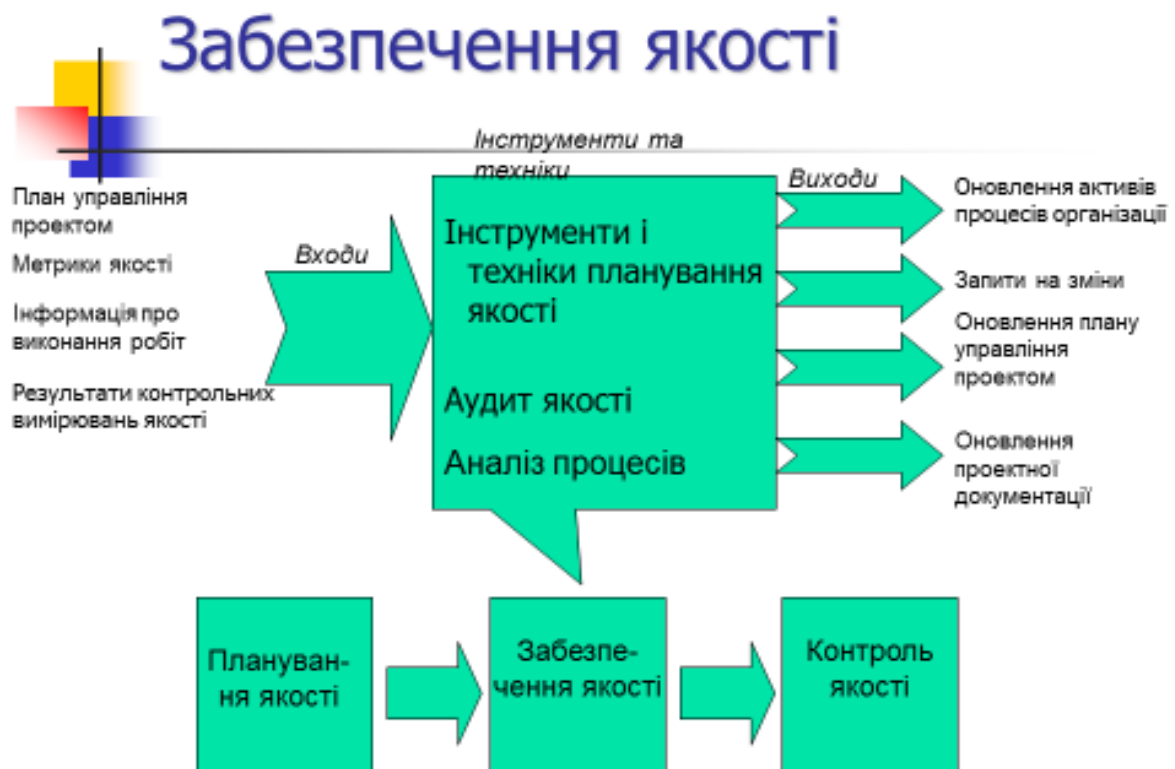 Забезпечення якості
Інструменти та
техніки
План управління
проектом
Метрики якості
Інформація про
виконання робіт
Результати контрольних
вимірювань якості
Входи
Інструменти і
техніки планування
якості
Аудит якості
Аналіз процесів
Виходи
Оновлення активів
процесів організації
Запити на зміни
Оновлення плану
управління
проектом
Оновлення
проектної
документації
Плануван-
ня якості
Забезпе-
чення якості
Контроль
якості